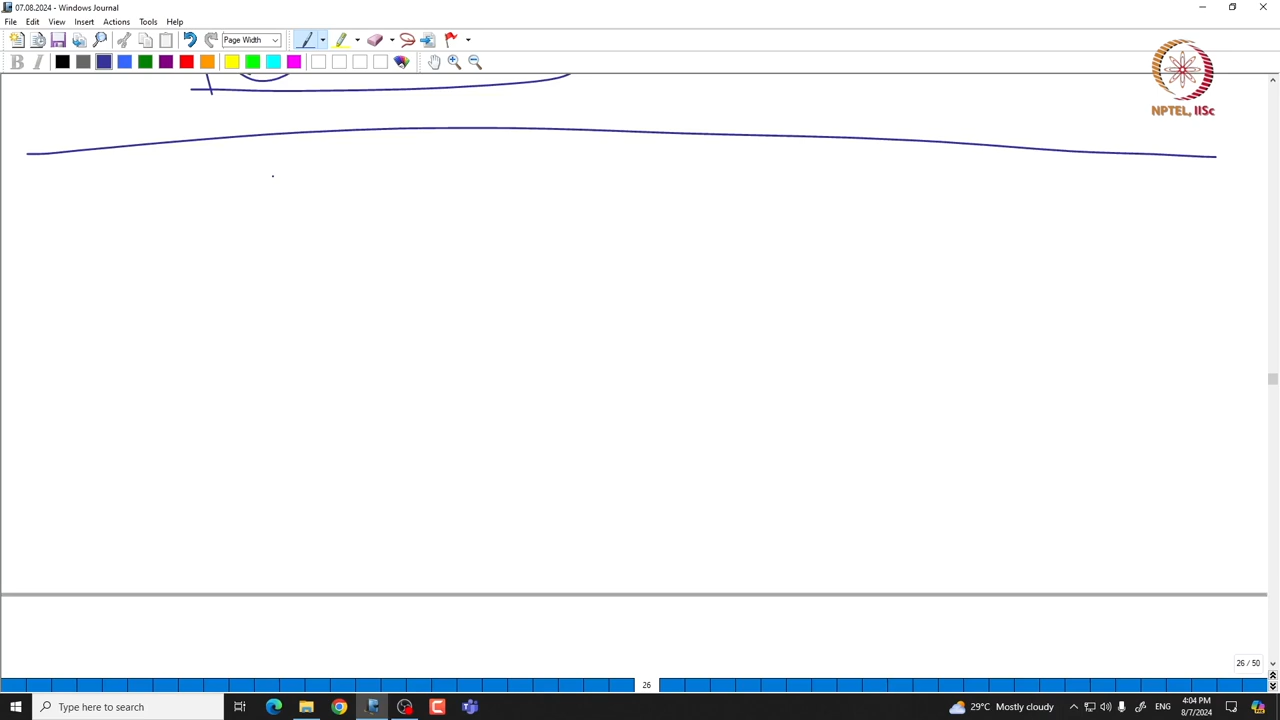 07.08.2024 - Windows Journal
File Edit View Insert Actions Tools Help
Page Width
B I
NPTEL, IISc
26 / 50
26
Type here to search
29°C Mostly cloudy
ENG
4:04 PM
8/7/2024